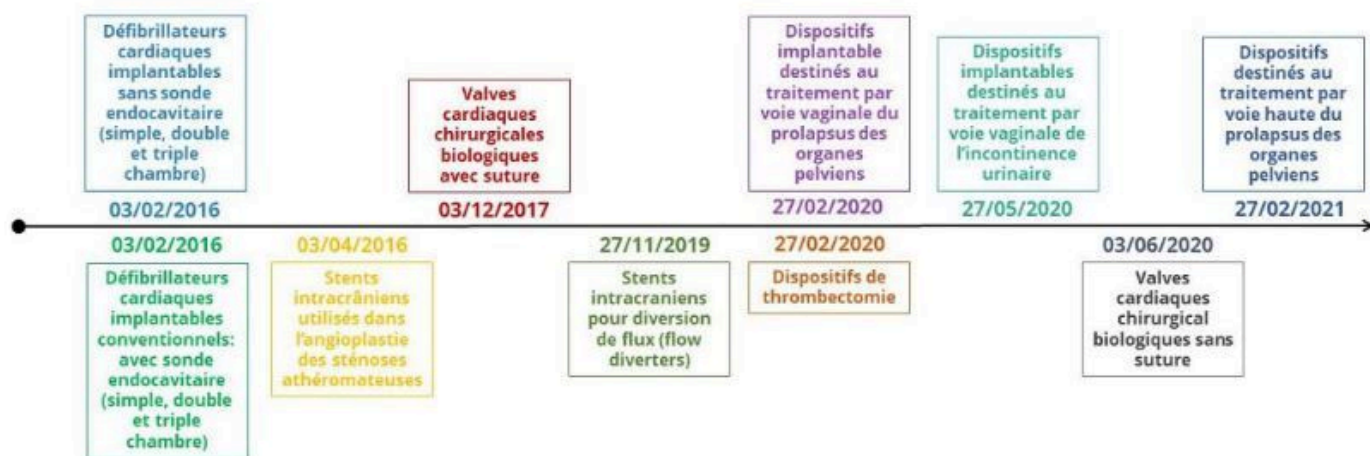 Défibrillateurs
cardiaques
implantables
sans sonde
endocavitaire
(simple, double
et triple
chambre)
03/02/2016
Valves
cardiaques
chirurgicales
biologiques
avec suture
03/12/2017
Dispositifs
implantable
destinés au
traitement par
voie vaginale du
prolapsus des
organes
pelviens
27/02/2020
Dispositifs
implantables
destinés au
traitement par
voie vaginale de
l'incontinence
urinaire
27/05/2020
Dispositifs
destinés au
traitement par
voie haute du
prolapsus des
organes
pelviens
27/02/2021
03/02/2016
Défibrillateurs
cardiaques
implantables
conventionnels:
avec sonde
endocavitaire
(simple, double
et triple
chambre)
03/04/2016
Stents
intracrâniens
utilisés dans
l'angioplastie
des sténoses
athéromateuses
27/11/2019
Stents
intracraniens
pour diversion
de flux (flow
diverters)
27/02/2020
Dispositifs de
thrombectomie
03/06/2020
Valves
cardiaques
chirurgical
biologiques sans
suture